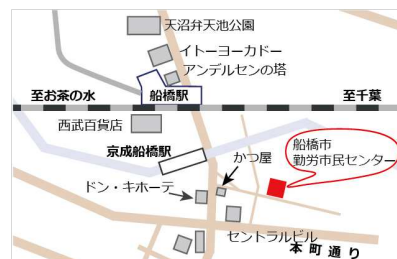 天沼弁天池公園
イトーヨーカドー
アンデルセンの塔
至お茶の水
船橋駅
至千葉
西武百貨店
京成船橋駅
かつ屋
船橋市
勤労市民センター
ドン・キホーテ
セントラルビル
本町通り